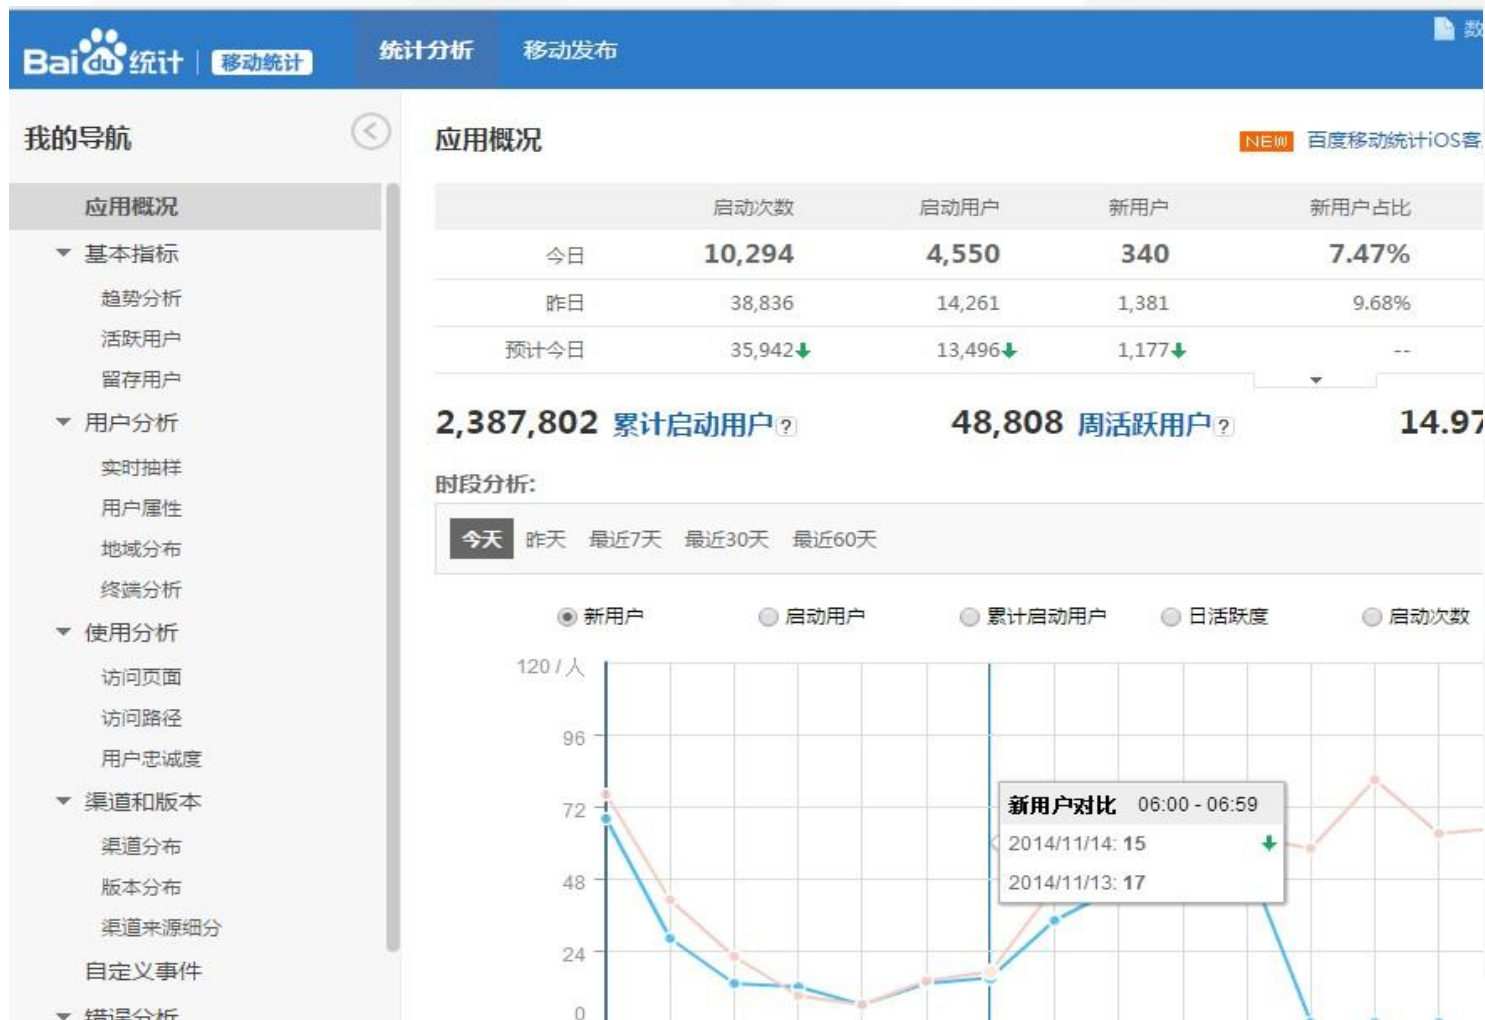 Baidu统计 | 移动统计
统计分析 移动发布
数
我的导航
应用概况
基本指标
趋势分析
活跃用户
留存用户
用户分析
实时抽样
用户属性
地域分布
终端分析
使用分析
访问页面
访问路径
用户忠诚度
渠道和版本
渠道分布
版本分布
渠道来源细分
自定义事件
错误分析
应用概况
NEW 百度移动统计iOS客
启动次数 启动用户 新用户 新用户占比
今日 10,294 4,550 340 7.47%
昨日 38,836 14,261 1,381 9.68%
预计今日 35,942 13,496 1,177 --
2,387,802 累计启动用户 ? 48,808 周活跃用户 ? 14.97
时段分析:
今天 昨天 最近7天 最近30天 最近60天
新用户 启动用户 累计启动用户 日活跃度 启动次数
120 / 人
96
72
48
24
0
新用户对比 06:00 - 06:59
2014/11/14: 15
2014/11/13: 17